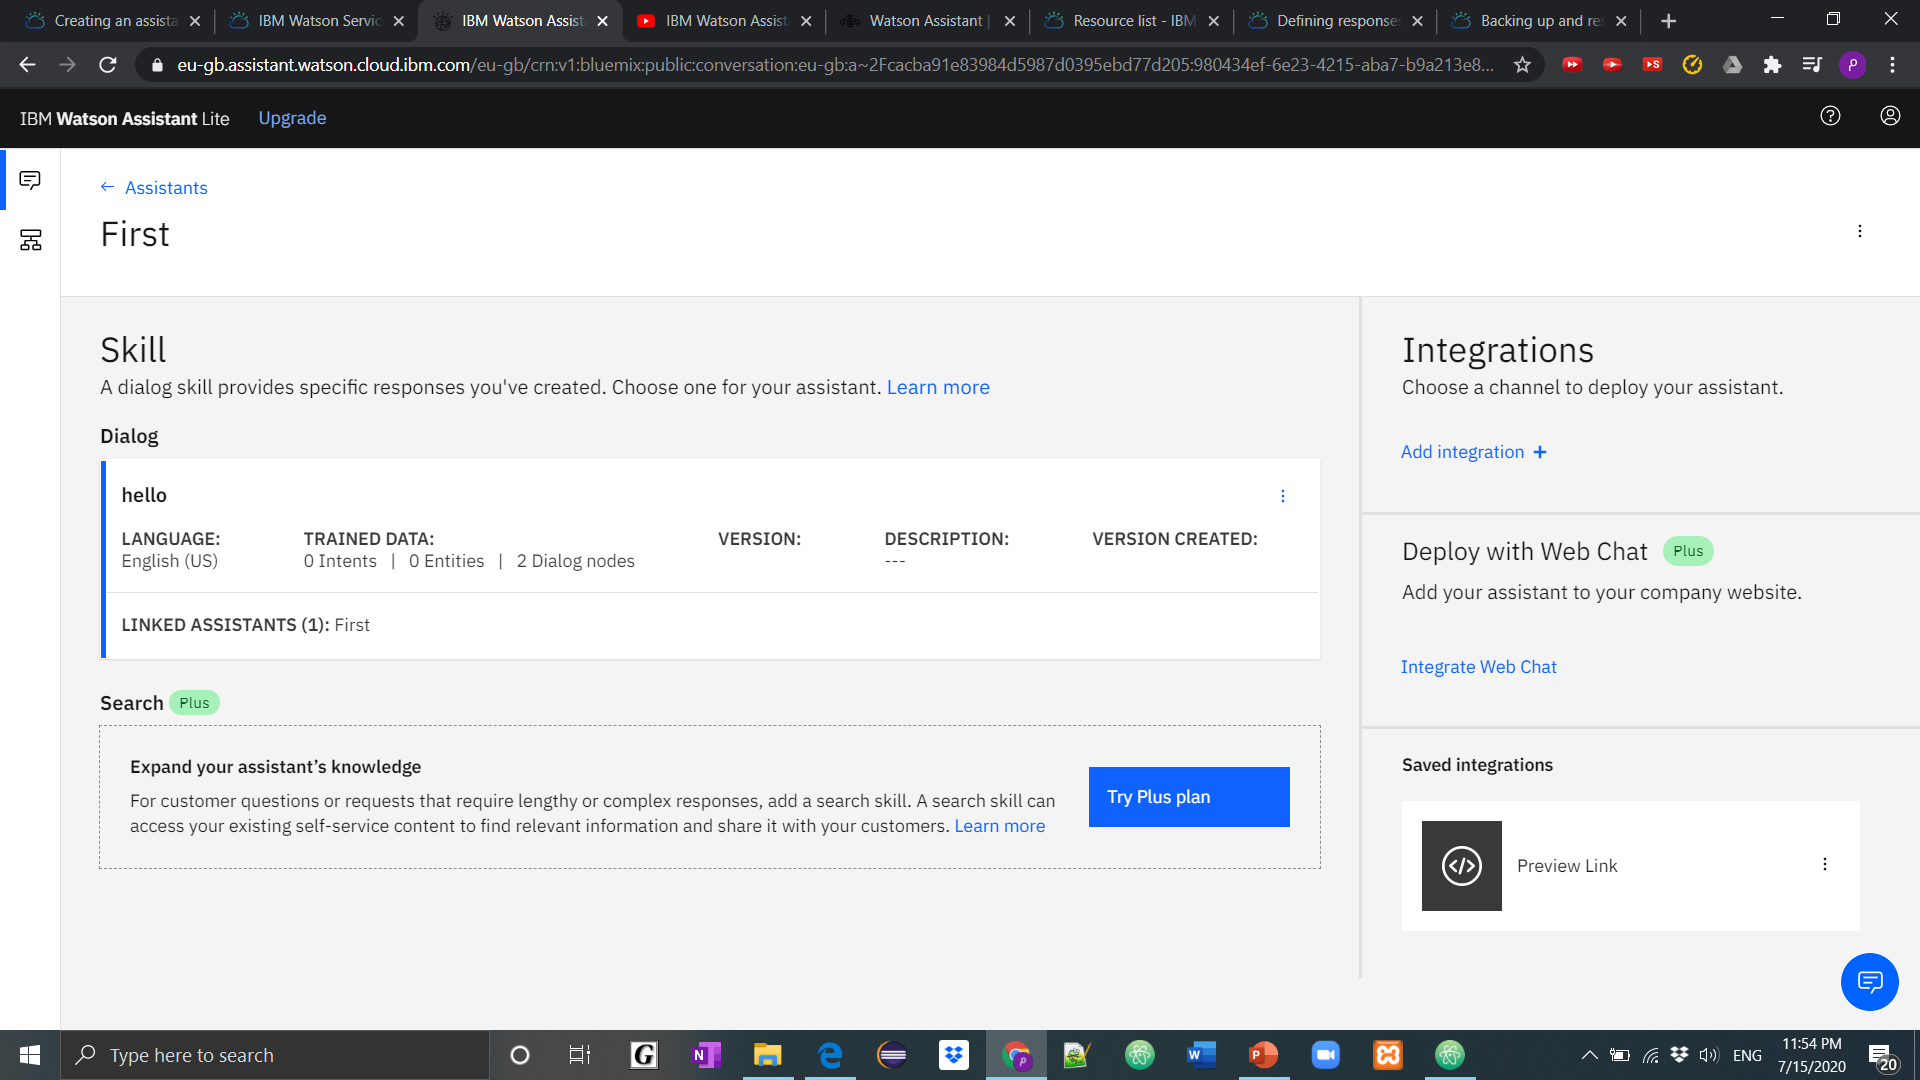 Creating an assista
IBM Watson Servic
IBM Watson Assist
IBM Watson Assist
Watson Assistant |
Resource list - IBM
Defining response
Backing up and re
eu-gb.assistant.watson.cloud.ibm.com/eu-gb/crn:v1:bluemix:public:conversation:eu-gb:a~2Fcacba91e83984d5987d0395ebd77d205:980434ef-6e23-4215-aba7-b9a213e8...
P
IBM Watson Assistant Lite
Upgrade
← Assistants
First
Skill
A dialog skill provides specific responses you've created. Choose one for your assistant. Learn more
Dialog
hello
LANGUAGE:
English (US)
TRAINED DATA:
0 Intents | 0 Entities | 2 Dialog nodes
VERSION:
DESCRIPTION:
---
VERSION CREATED:
LINKED ASSISTANTS (1): First
Search Plus
Expand your assistant’s knowledge
For customer questions or requests that require lengthy or complex responses, add a search skill. A search skill can
access your existing self-service content to find relevant information and share it with your customers. Learn more
Try Plus plan
Integrations
Choose a channel to deploy your assistant.
Add integration +
Deploy with Web Chat Plus
Add your assistant to your company website.
Integrate Web Chat
Saved integrations
Preview Link
Type here to search
ENG
11:54 PM
7/15/2020
20